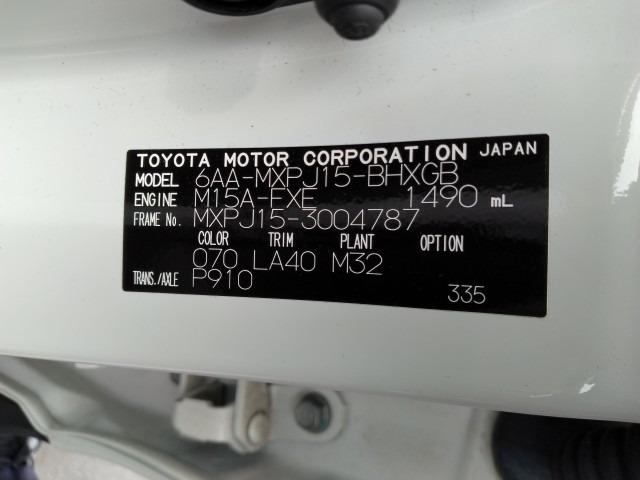 TOYOTA MOTOR CORPORATION JAPAN
MODEL 6AA-MXPJ15-BHXGB
ENGINE M15A-FXE 1490 mL
FRAME No. MXPJ15-3004787
COLOR TRIM PLANT OPTION
070 LA40 M32
TRANS./AXLE P910
335